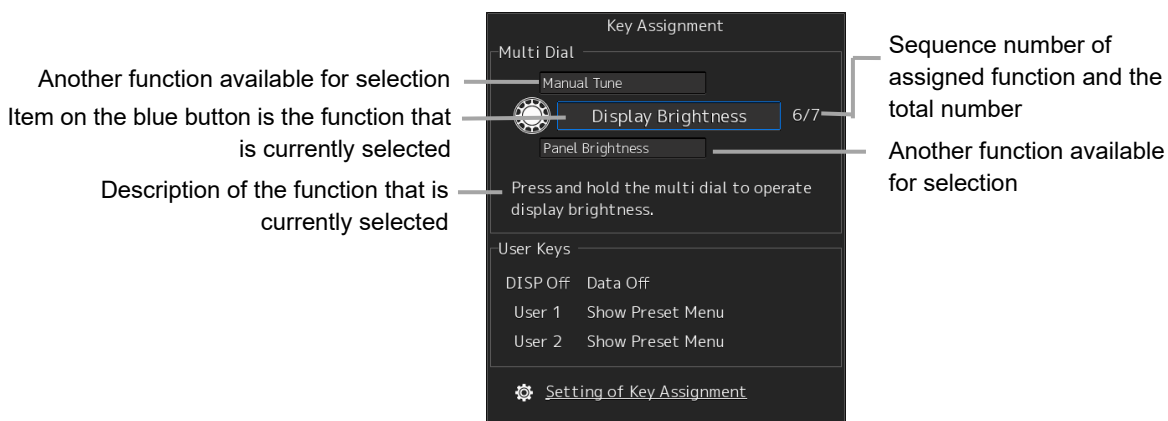 Key Assignment
Multi Dial
Manual Tune
Display Brightness 6/7
Panel Brightness
Press and hold the multi dial to operate
display brightness.
User Keys
DISP Off Data Off
User 1 Show Preset Menu
User 2 Show Preset Menu
Setting of Key Assignment
Another function available for selection
Item on the blue button is the function that
is currently selected
Description of the function that is
currently selected
Sequence number of
assigned function and the
total number
Another function available
for selection